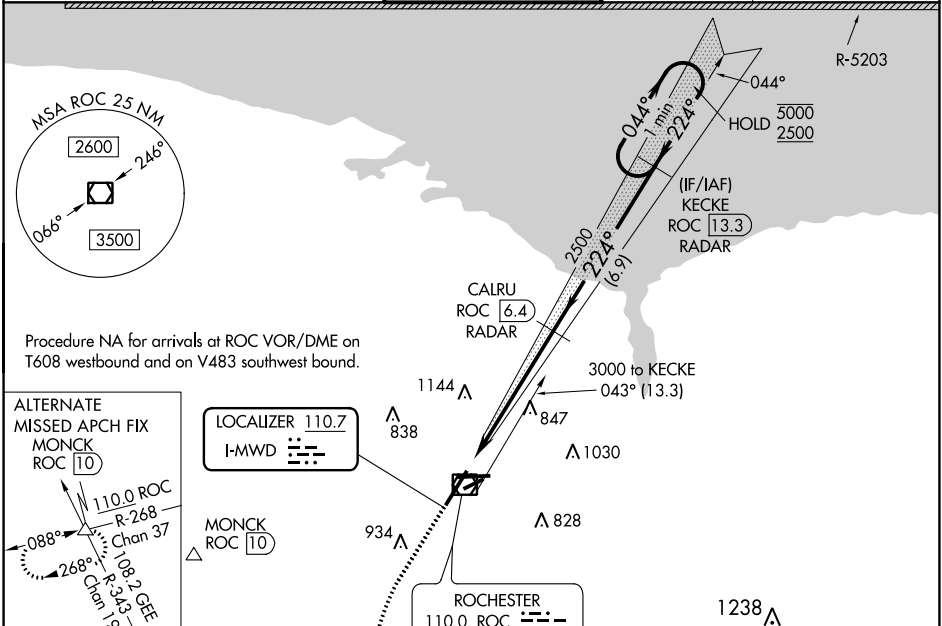 R-5203
MSA ROC 25 NM
2600
246°
066°
3500
044°
044°
1 min
224°
HOLD 5000
2500
(IF/IAF)
KECKE
ROC 13.3
RADAR
2500
224°
(6.9)
CALRU
ROC 6.4
RADAR
Procedure NA for arrivals at ROC VOR/DME on
T608 westbound and on V483 southwest bound.
3000 to KECKE
043° (13.3)
1144
838
847
1030
828
934
1238
LOCALIZER 110.7
I-MWD
ALTERNATE
MISSED APCH FIX
MONCK
ROC 10
N
110.0 ROC
R-268
Chan 37
088°
268°
108.2 GEE
R-343
Chan 19
MONCK
ROC 10
ROCHESTER
110.0 ROC